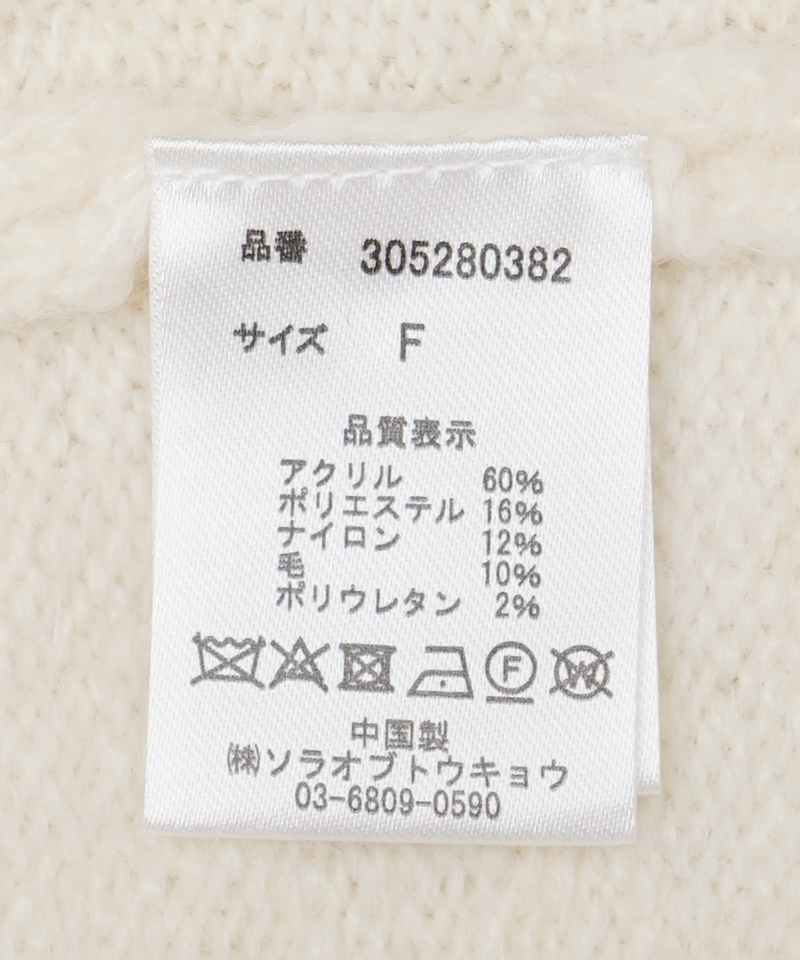 品番 305280382
サイズ F
品質表示
アクリル 60%
ポリエステル 16%
ナイロン 12%
毛 10%
ポリウレタン 2%
F W
中国製
㈱ソラオブトウキョウ
03-6809-0590